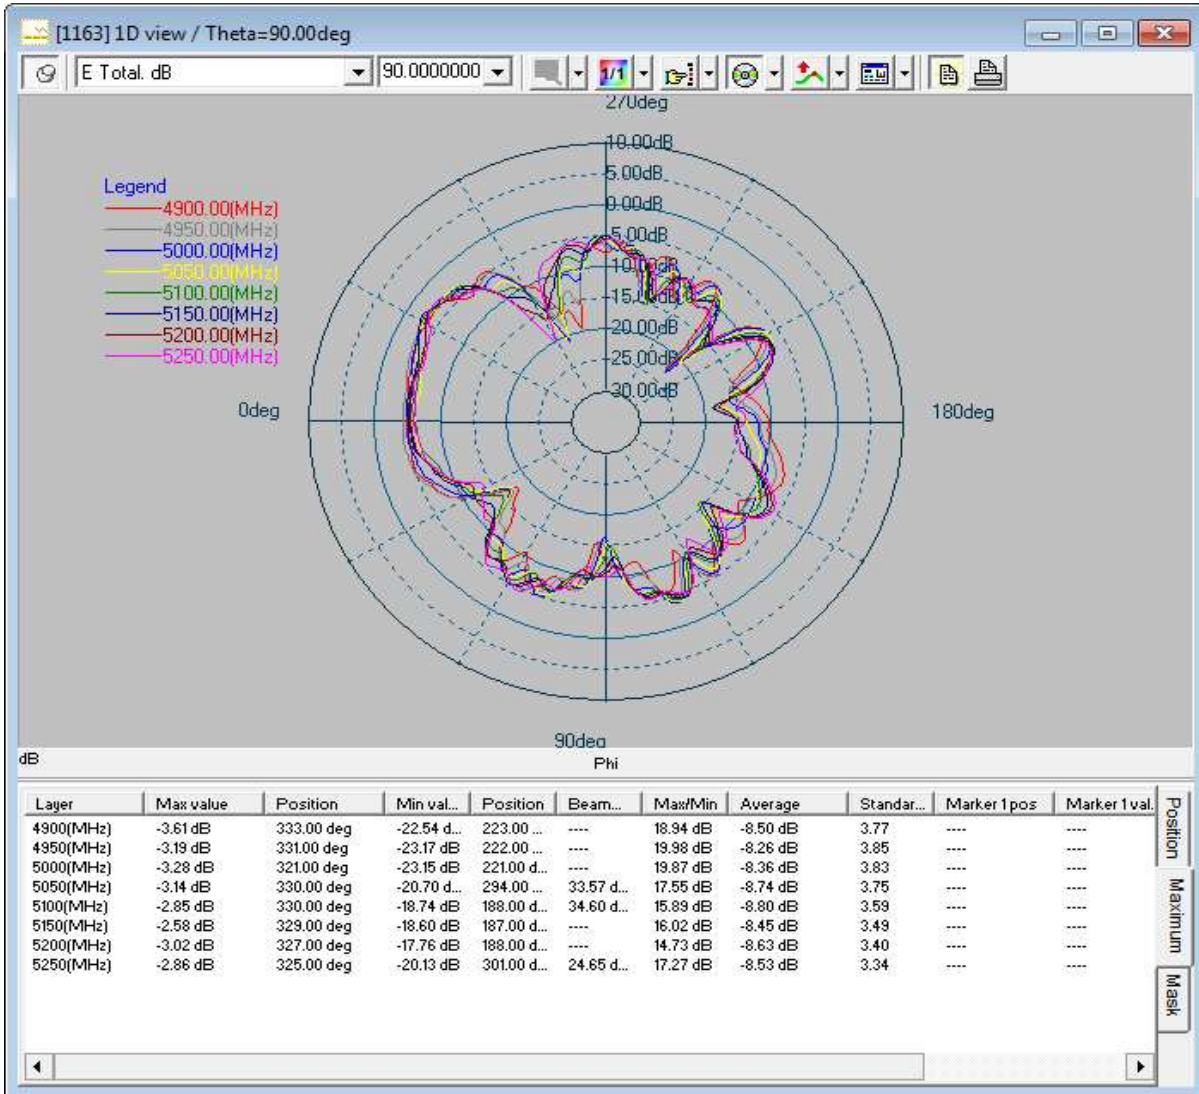 [1163] 1D view / Theta=90.00deg
E Total. dB 90.0000000 1/1
270deg
10.00dB
5.00dB
0.00dB
-5.00dB
-10.00dB
-15.00dB
-20.00dB
-25.00dB
-30.00dB
Legend
4900.00(MHz)
4950.00(MHz)
5000.00(MHz)
5050.00(MHz)
5100.00(MHz)
5150.00(MHz)
5200.00(MHz)
5250.00(MHz)
0deg
180deg
90deg
dB
Phi
Layer Max value Position Min val... Position Beam... Max/Min Average Standar... Marker 1 pos Marker 1 val.
4900(MHz) -3.61 dB 333.00 deg -22.54 d... 223.00 ... ---- 18.94 dB -8.50 dB 3.77 ---- ----
4950(MHz) -3.19 dB 331.00 deg -23.17 dB 222.00 ... ---- 19.98 dB -8.26 dB 3.85 ---- ----
5000(MHz) -3.28 dB 321.00 deg -23.15 dB 221.00 d... ---- 19.87 dB -8.36 dB 3.83 ---- ----
5050(MHz) -3.14 dB 330.00 deg -20.70 d... 294.00 ... 33.57 d... 17.55 dB -8.74 dB 3.75 ---- ----
5100(MHz) -2.85 dB 330.00 deg -18.74 dB 188.00 d... 34.60 d... 15.89 dB -8.80 dB 3.59 ---- ----
5150(MHz) -2.58 dB 329.00 deg -18.60 dB 187.00 d... ---- 16.02 dB -8.45 dB 3.49 ---- ----
5200(MHz) -3.02 dB 327.00 deg -17.76 dB 188.00 d... ---- 14.73 dB -8.63 dB 3.40 ---- ----
5250(MHz) -2.86 dB 325.00 deg -20.13 dB 301.00 d... 24.65 d... 17.27 dB -8.53 dB 3.34 ---- ----
Position
Maximum
Mask